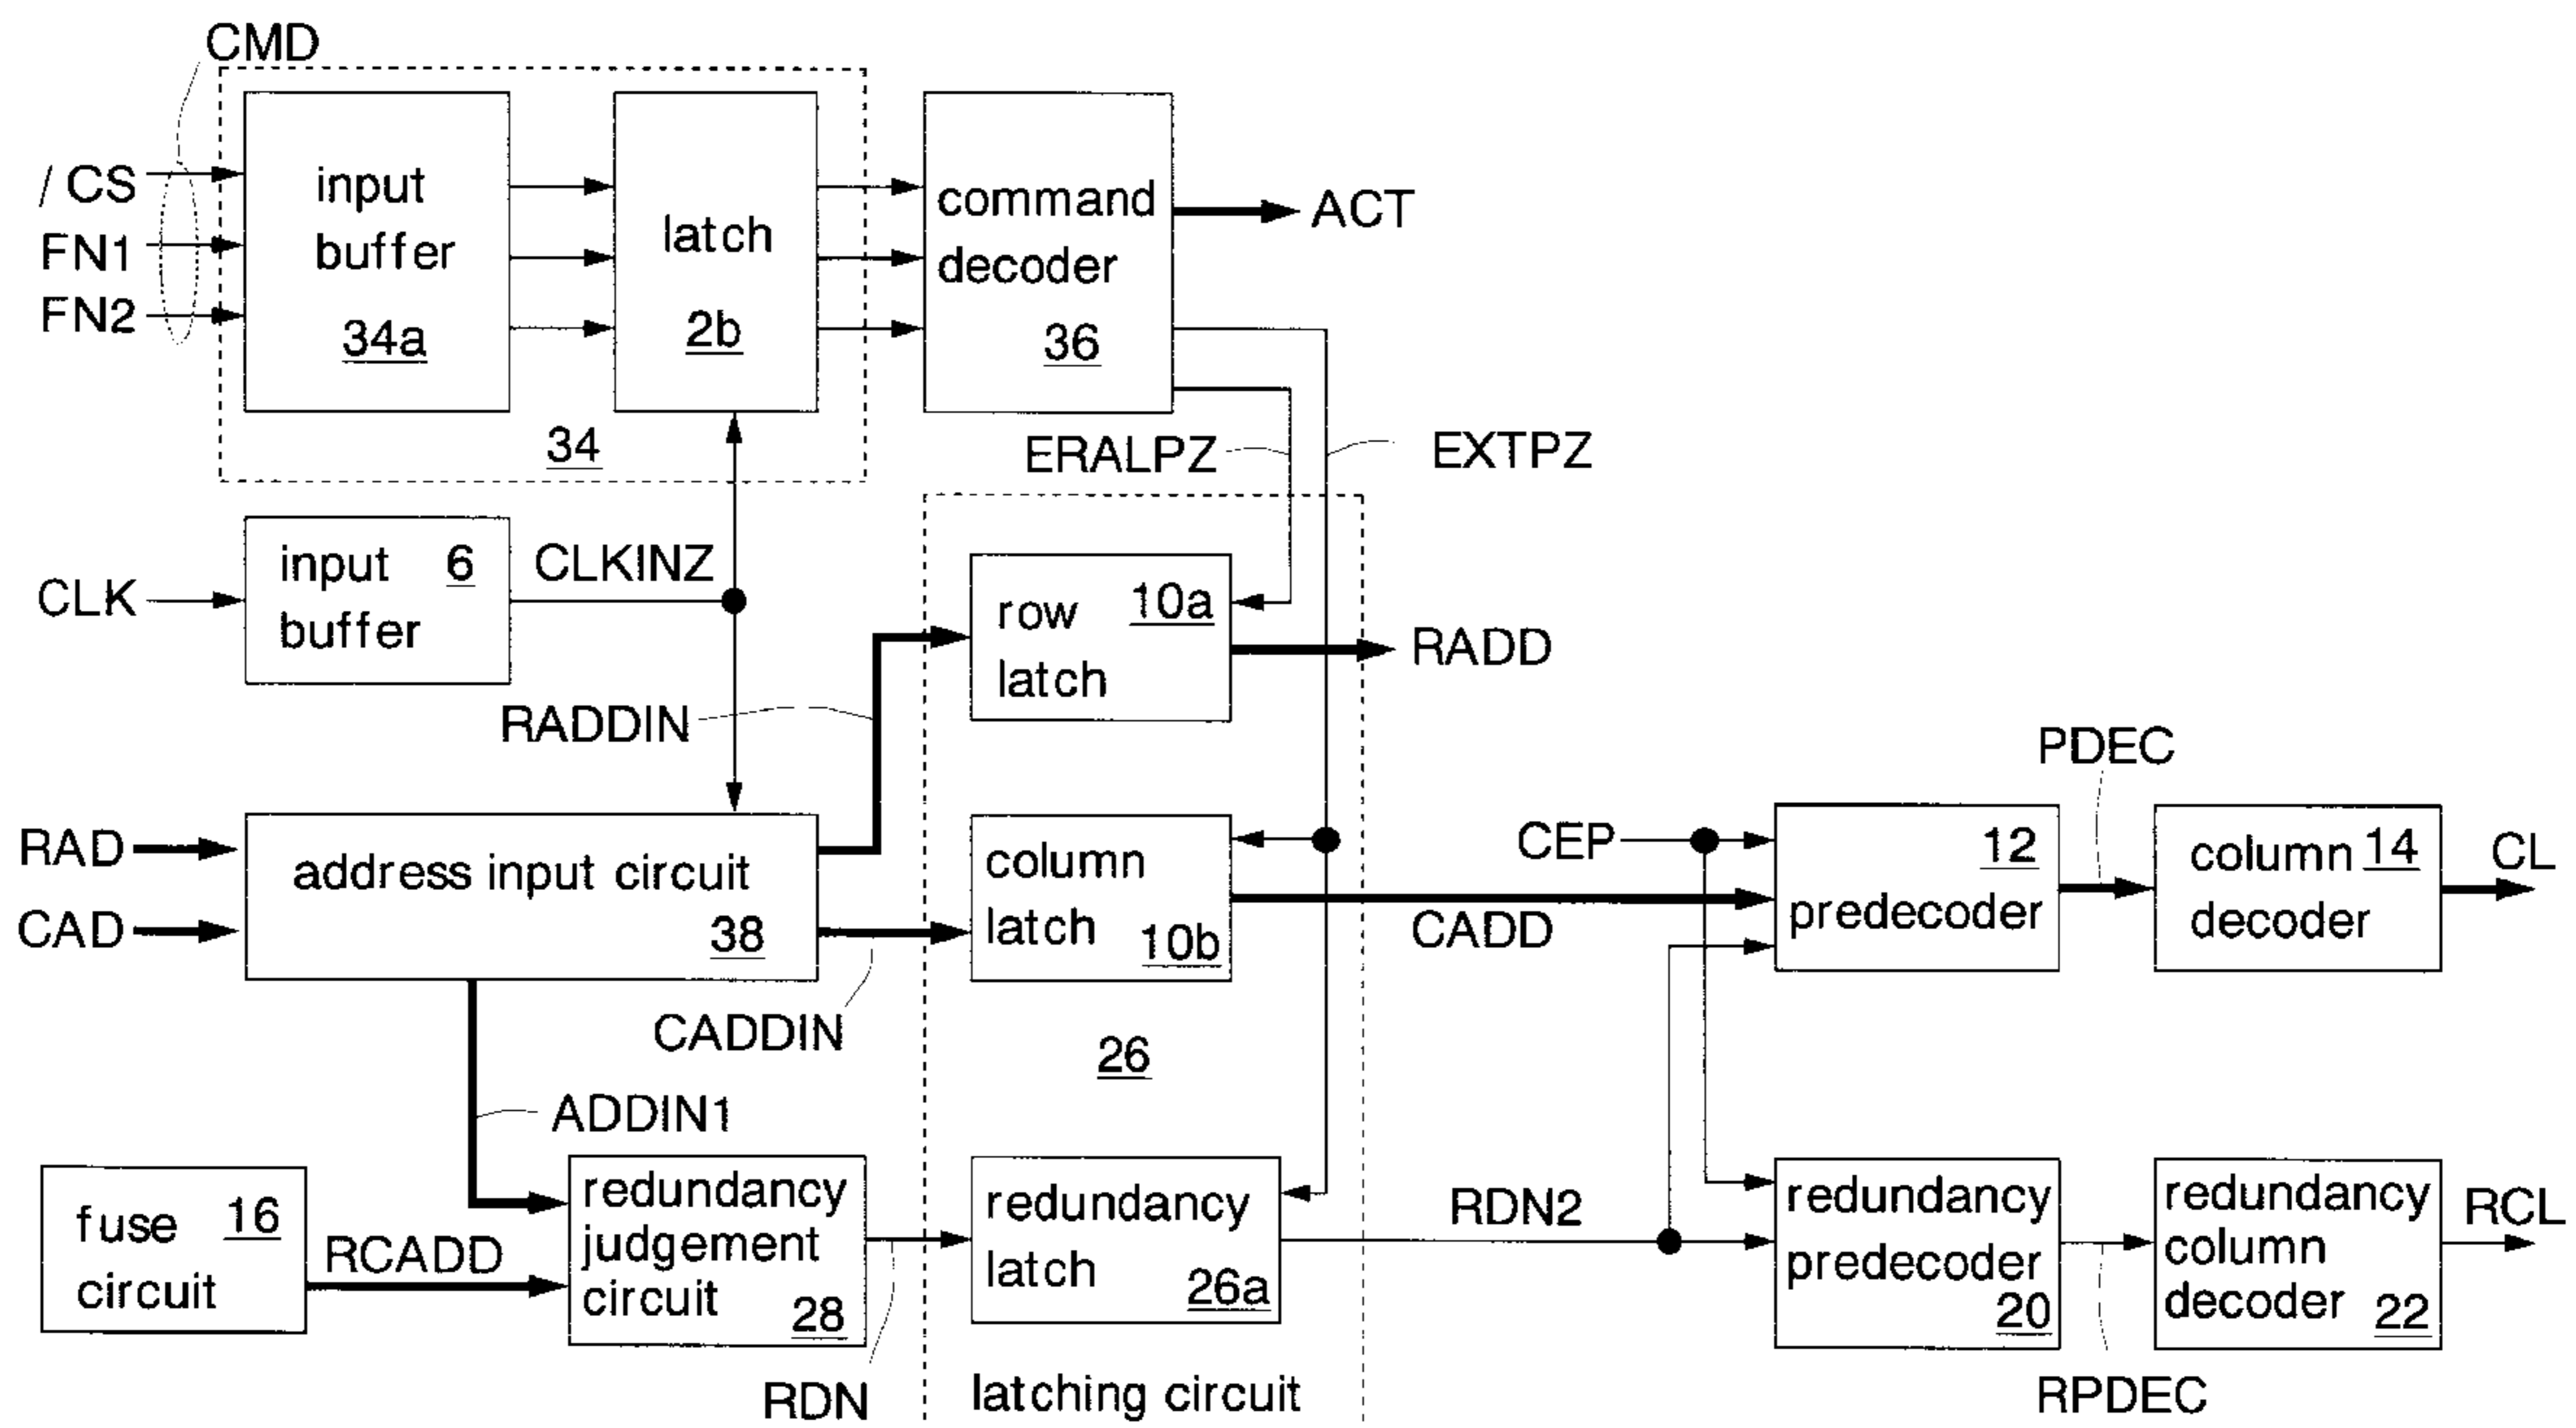 CMD
/CS
FN1
FN2
input
buffer
34a
latch
2b
34
command
decoder
36
ACT
ERALPZ
EXTPZ
CLK
input 6
buffer
CLKINZ
row 10a
latch
RADD
RADDIN
RAD
CAD
address input circuit
38
CADDIN
column
latch 10b
26
CADD
CEP
12
predecoder
PDEC
column 14
decoder
CL
ADDIN1
fuse 16
circuit
RCADD
redundancy
judgement
circuit
28
RDN
redundancy
latch
26a
latching circuit
RDN2
redundancy
predecoder
20
RPDEC
redundancy
column
decoder
22
RCL